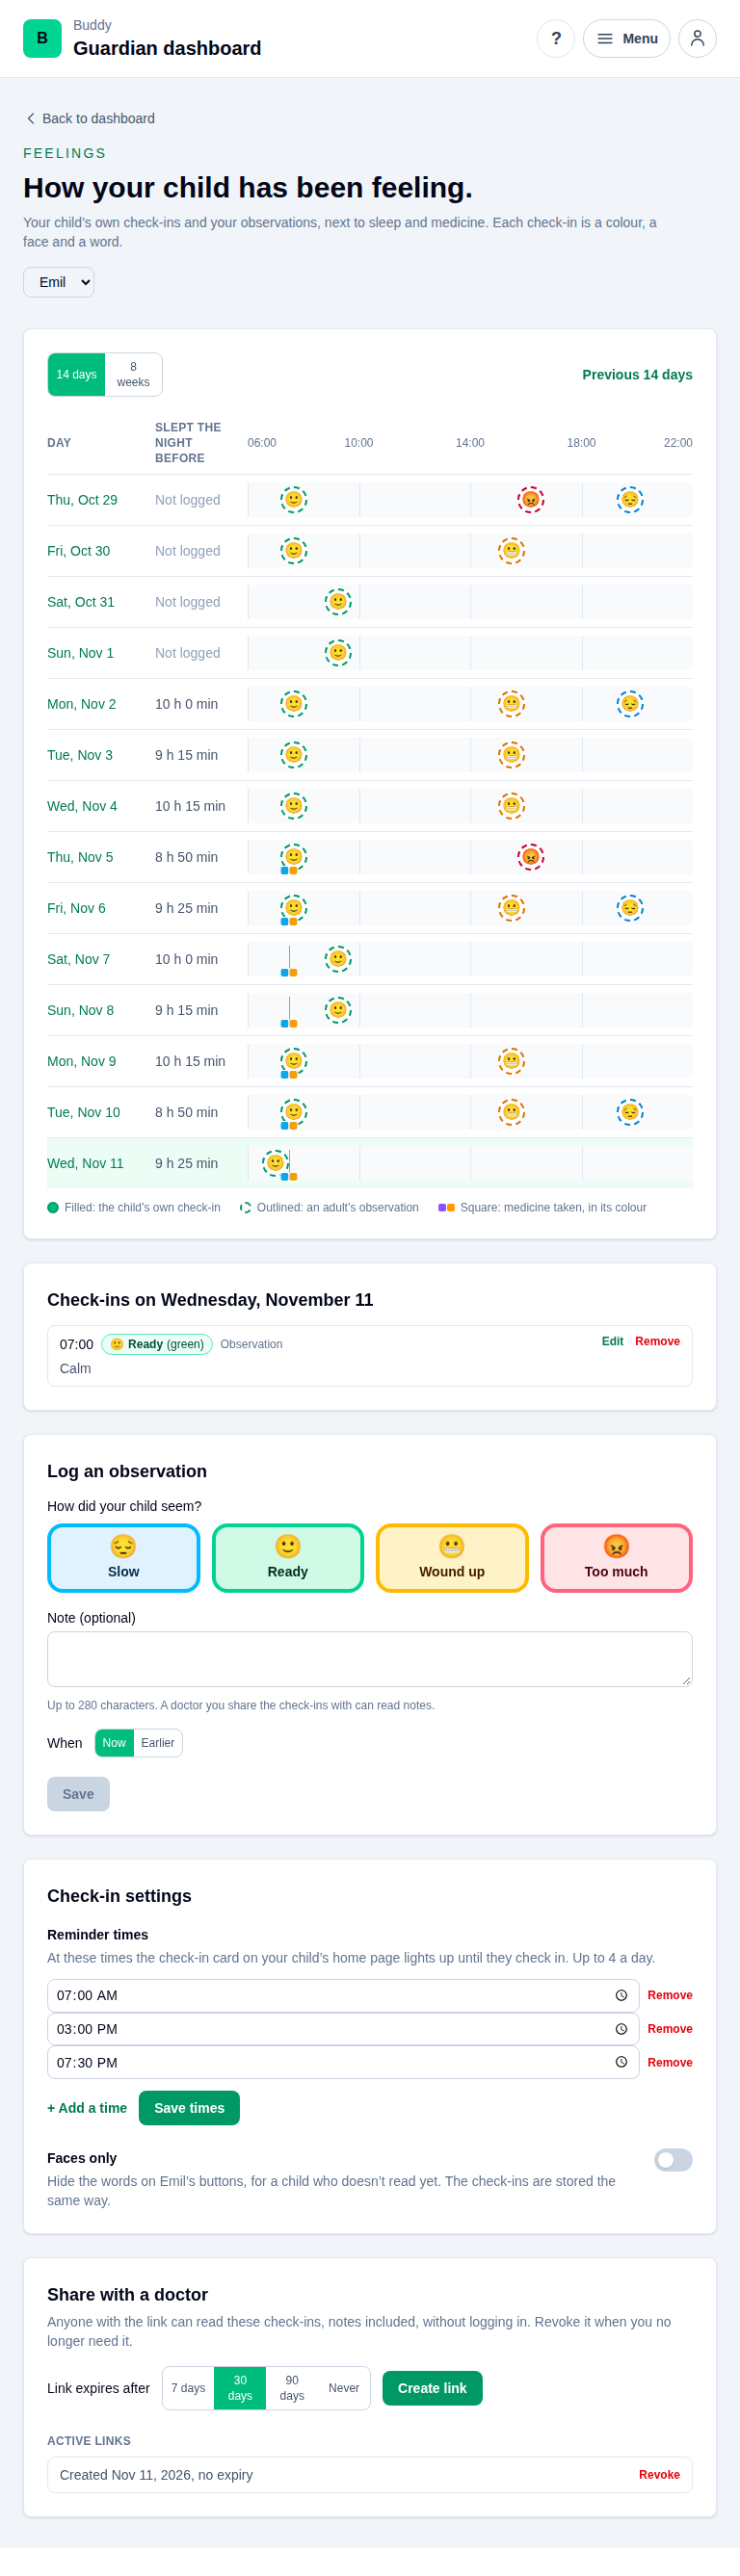 B
Buddy
Guardian dashboard
?
Menu
Back to dashboard
FEELINGS
How your child has been feeling.
Your child’s own check-ins and your observations, next to sleep and medicine. Each check-in is a colour, a
face and a word.
Emil
14 days
8
weeks
Previous 14 days
DAY
SLEPT THE
NIGHT
BEFORE
06:00 10:00 14:00 18:00 22:00
Thu, Oct 29 Not logged
Fri, Oct 30 Not logged
Sat, Oct 31 Not logged
Sun, Nov 1 Not logged
Mon, Nov 2 10 h 0 min
Tue, Nov 3 9 h 15 min
Wed, Nov 4 10 h 15 min
Thu, Nov 5 8 h 50 min
Fri, Nov 6 9 h 25 min
Sat, Nov 7 10 h 0 min
Sun, Nov 8 9 h 15 min
Mon, Nov 9 10 h 15 min
Tue, Nov 10 8 h 50 min
Wed, Nov 11 9 h 25 min
Filled: the child’s own check-in Outlined: an adult’s observation Square: medicine taken, in its colour
Check-ins on Wednesday, November 11
07:00 Ready (green) Observation Edit Remove
Calm
Log an observation
How did your child seem?
Slow Ready Wound up Too much
Note (optional)
Up to 280 characters. A doctor you share the check-ins with can read notes.
When Now Earlier
Save
Check-in settings
Reminder times
At these times the check-in card on your child’s home page lights up until they check in. Up to 4 a day.
07:00 AM Remove
03:00 PM Remove
07:30 PM Remove
+ Add a time Save times
Faces only
Hide the words on Emil’s buttons, for a child who doesn’t read yet. The check-ins are stored the
same way.
Share with a doctor
Anyone with the link can read these check-ins, notes included, without logging in. Revoke it when you no
longer need it.
Link expires after
7 days
30
days
90
days
Never
Create link
ACTIVE LINKS
Created Nov 11, 2026, no expiry Revoke